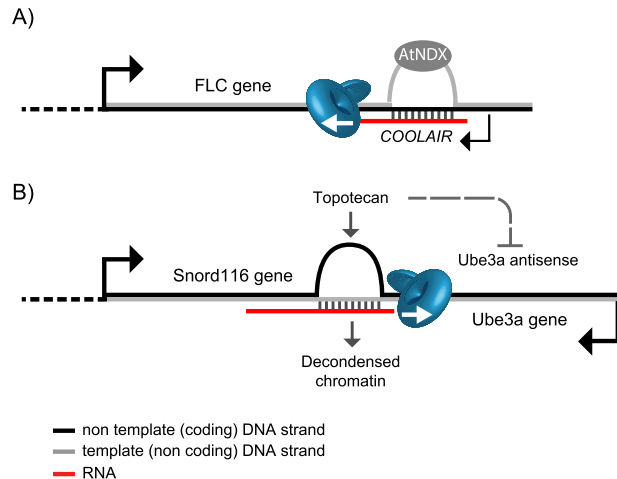 A)
AtNDX
FLC gene
COOLAIR
B)
Topotecan
Ube3a antisense
Snord116 gene
Ube3a gene
Decondensed
chromatin
non template (coding) DNA strand
template (non coding) DNA strand
RNA